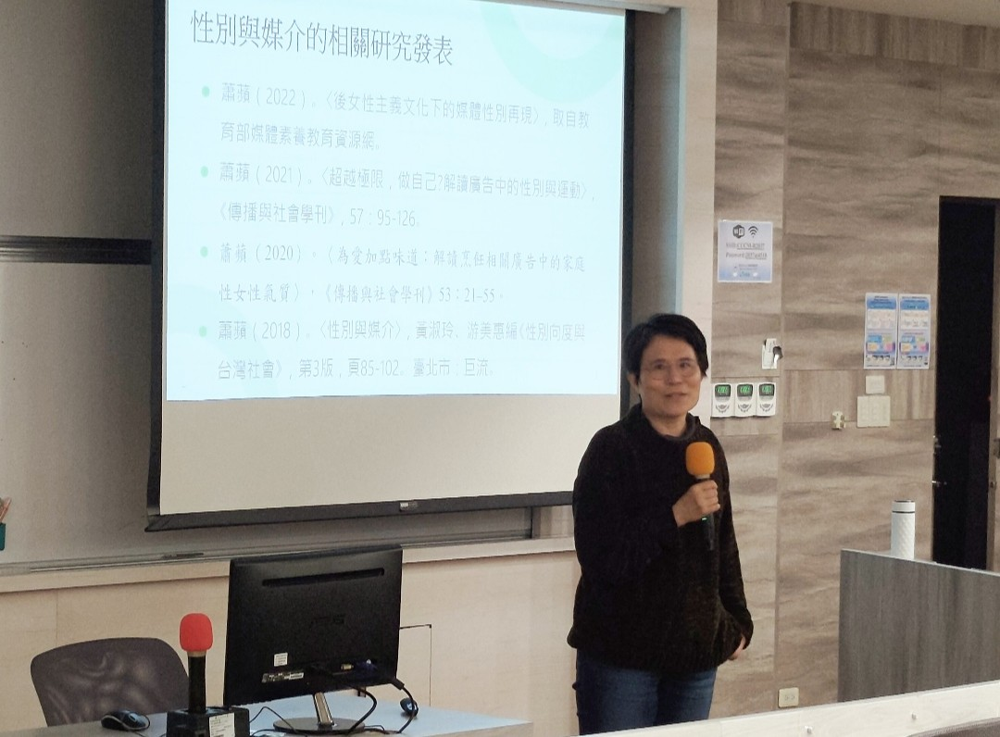 性別與媒介的相關研究發表
蕭蘋（2022）。〈後女性主義文化下的媒體性別再現〉, 取自教
育部媒體素養教育資源網。
蕭蘋（2021）。〈超越極限，做自己?解讀廣告中的性別與運動〉,
《傳播與社會學刊》, 57：95-126。
蕭蘋（2020）。〈為愛加點味道：解讀烹飪相關廣告中的家庭
性女性氣質〉，《傳播與社會學刊》53：21–55。
蕭蘋（2018）。〈性別與媒介〉, 黃淑玲、游美惠編《性別向度與
台灣社會》, 第3版 , 頁85-102。臺北市：巨流。